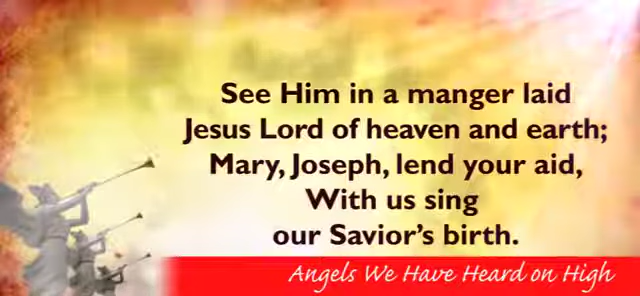 See Him in a manger laid
Jesus Lord of heaven and earth;
Mary, Joseph, lend your aid,
With us sing
our Savior's birth.
Angels We Have Heard on High